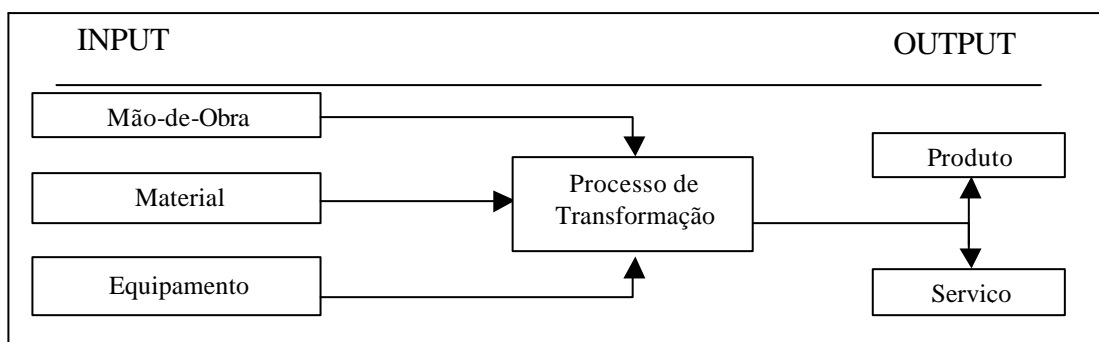 INPUT
OUTPUT
Mão-de-Obra
Material
Equipamento
Processo de
Transformação
Produto
Servico